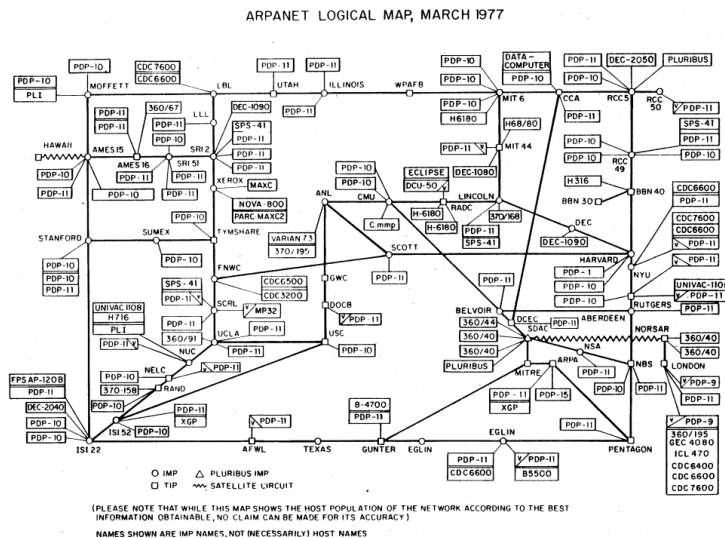 ARPANET LOGICAL MAP, MARCH 1977
PDP-10
PDP-10
PLI
MOFFETT
CDC7600
CDC6600
LBL
PDP-11
UTAH
PDP-11
ILLINOIS
PDP-11
WPAFB
PDP-10
PDP-10
PDP-10
H6180
MIT 6
DATA-
COMPUTER
PDP-10
CCA
PDP-11
PDP-10
DEC-2050
RCC5
PLURIBUS
RCC
50
PDP-11
LLL
PDP-11
PDP-11
PDP-11
360/67
PDP-11
DEC-1090
SPS-41
PDP-11
PDP-11
SRI 2
HAWAII
AMES15
AMES 16
SRI 51
PDP-10
PDP-11
PDP-10
PDP-11
PDP-10
H68/80
PDP-11
MIT 44
DEC-1080
PDP-10
PDP-10
SPS-41
PDP-11
PDP-11
RCC
49
XEROX
MAXC
NOVA-800
PARC MAXC2
ANL
CMU
PDP-10
PDP-10
C.mmp
ECLIPSE
DCU-50
RADC
H-6180
H-6180
LINCOLN
370/168
PDP-11
SPS-41
H316
BBN 30
BBN 40
DEC
DEC-1090
CDC6600
PDP-11
CDC7600
CDC6600
PDP-11
STANFORD
PDP-10
PDP-10
PDP-11
SUMEX
PDP-10
PDP-10
TYMSHARE
VARIAN 73
370/195
SCOTT
PDP-11
HARVARD
PDP-1
PDP-10
PDP-10
NYU
FNWC
CDC6500
CDC3200
GWC
SPS-41
PDP-11
SCRL
MP32
DOCB
PDP-11
UNIVAC-1108
PDP-11
RUTGERS
BELVOIR
PDP-11
DCEC
PDP-11
ABERDEEN
PDP-11
UNIVAC 1108
H716
PLI
PDP-11
360/91
UCLA
PDP-11
USC
PDP-10
NUC
360/44
360/40
360/40
PLURIBUS
SDAC
NORSAR
360/40
360/40
NSA
PDP-10
NBS
PDP-11
LONDON
PDP-9
NELC
PDP-10
370-158
PDP-11
RAND
MITRE
ARPA
PDP-11
XGP
PDP-15
FPS AP-120B
PDP-11
DEC-2040
PDP-10
PDP-10
ISI 22
PDP-10
ISI 52
PDP-11
XGP
PDP-10
PDP-11
AFWL
TEXAS
B-4700
PDP-11
GUNTER
EGLIN
EGLIN
PDP-11
CDC6600
PDP-11
B5500
PDP-11
PENTAGON
PDP-9
360/195
GEC 4080
ICL 470
CDC6400
CDC6600
CDC7600
IMP
PLURIBUS IMP
TIP
SATELLITE CIRCUIT
(PLEASE NOTE THAT WHILE THIS MAP SHOWS THE HOST POPULATION OF THE NETWORK ACCORDING TO THE BEST
INFORMATION OBTAINABLE, NO CLAIM CAN BE MADE FOR ITS ACCURACY)
NAMES SHOWN ARE IMP NAMES, NOT (NECESSARILY) HOST NAMES